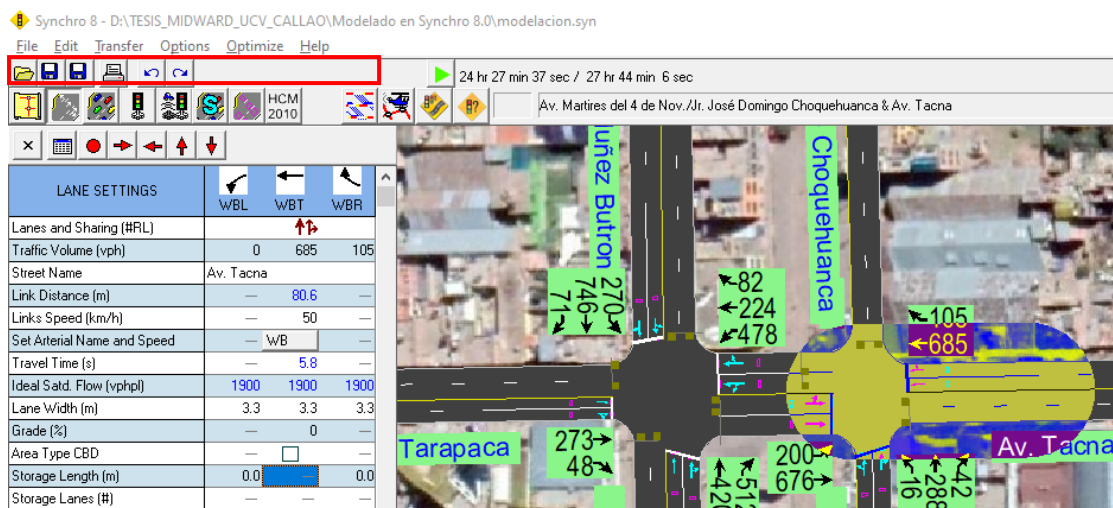 Synchro 8 - D:\TESIS_MIDWARD_UCV_CALLAO\Modelado en Synchro 8.0\modelacion.syn
File Edit Transfer Options Optimize Help
24 hr 27 min 37 sec / 27 hr 44 min 6 sec
HCM
2010
Av. Martires del 4 de Nov./Jr. José Domingo Choquehuanca & Av. Tacna
LANE SETTINGS WBL WBT WBR
Lanes and Sharing (#RL)
Traffic Volume (vph) 0 685 105
Street Name Av. Tacna
Link Distance (m) — 80.6 —
Links Speed (km/h) — 50 —
Set Arterial Name and Speed — WB —
Travel Time (s) — 5.8 —
Ideal Satd. Flow (vphpl) 1900 1900 1900
Lane Width (m) 3.3 3.3 3.3
Grade (%) — 0 —
Area Type CBD — —
Storage Length (m) 0.0 — 0.0
Storage Lanes (#) — — —
uñez Butron
Choquehuanca
270
746
71
82
224
478
105
685
Tarapaca
273
48
200
676
Av. Tacna
420
512
16
288
42